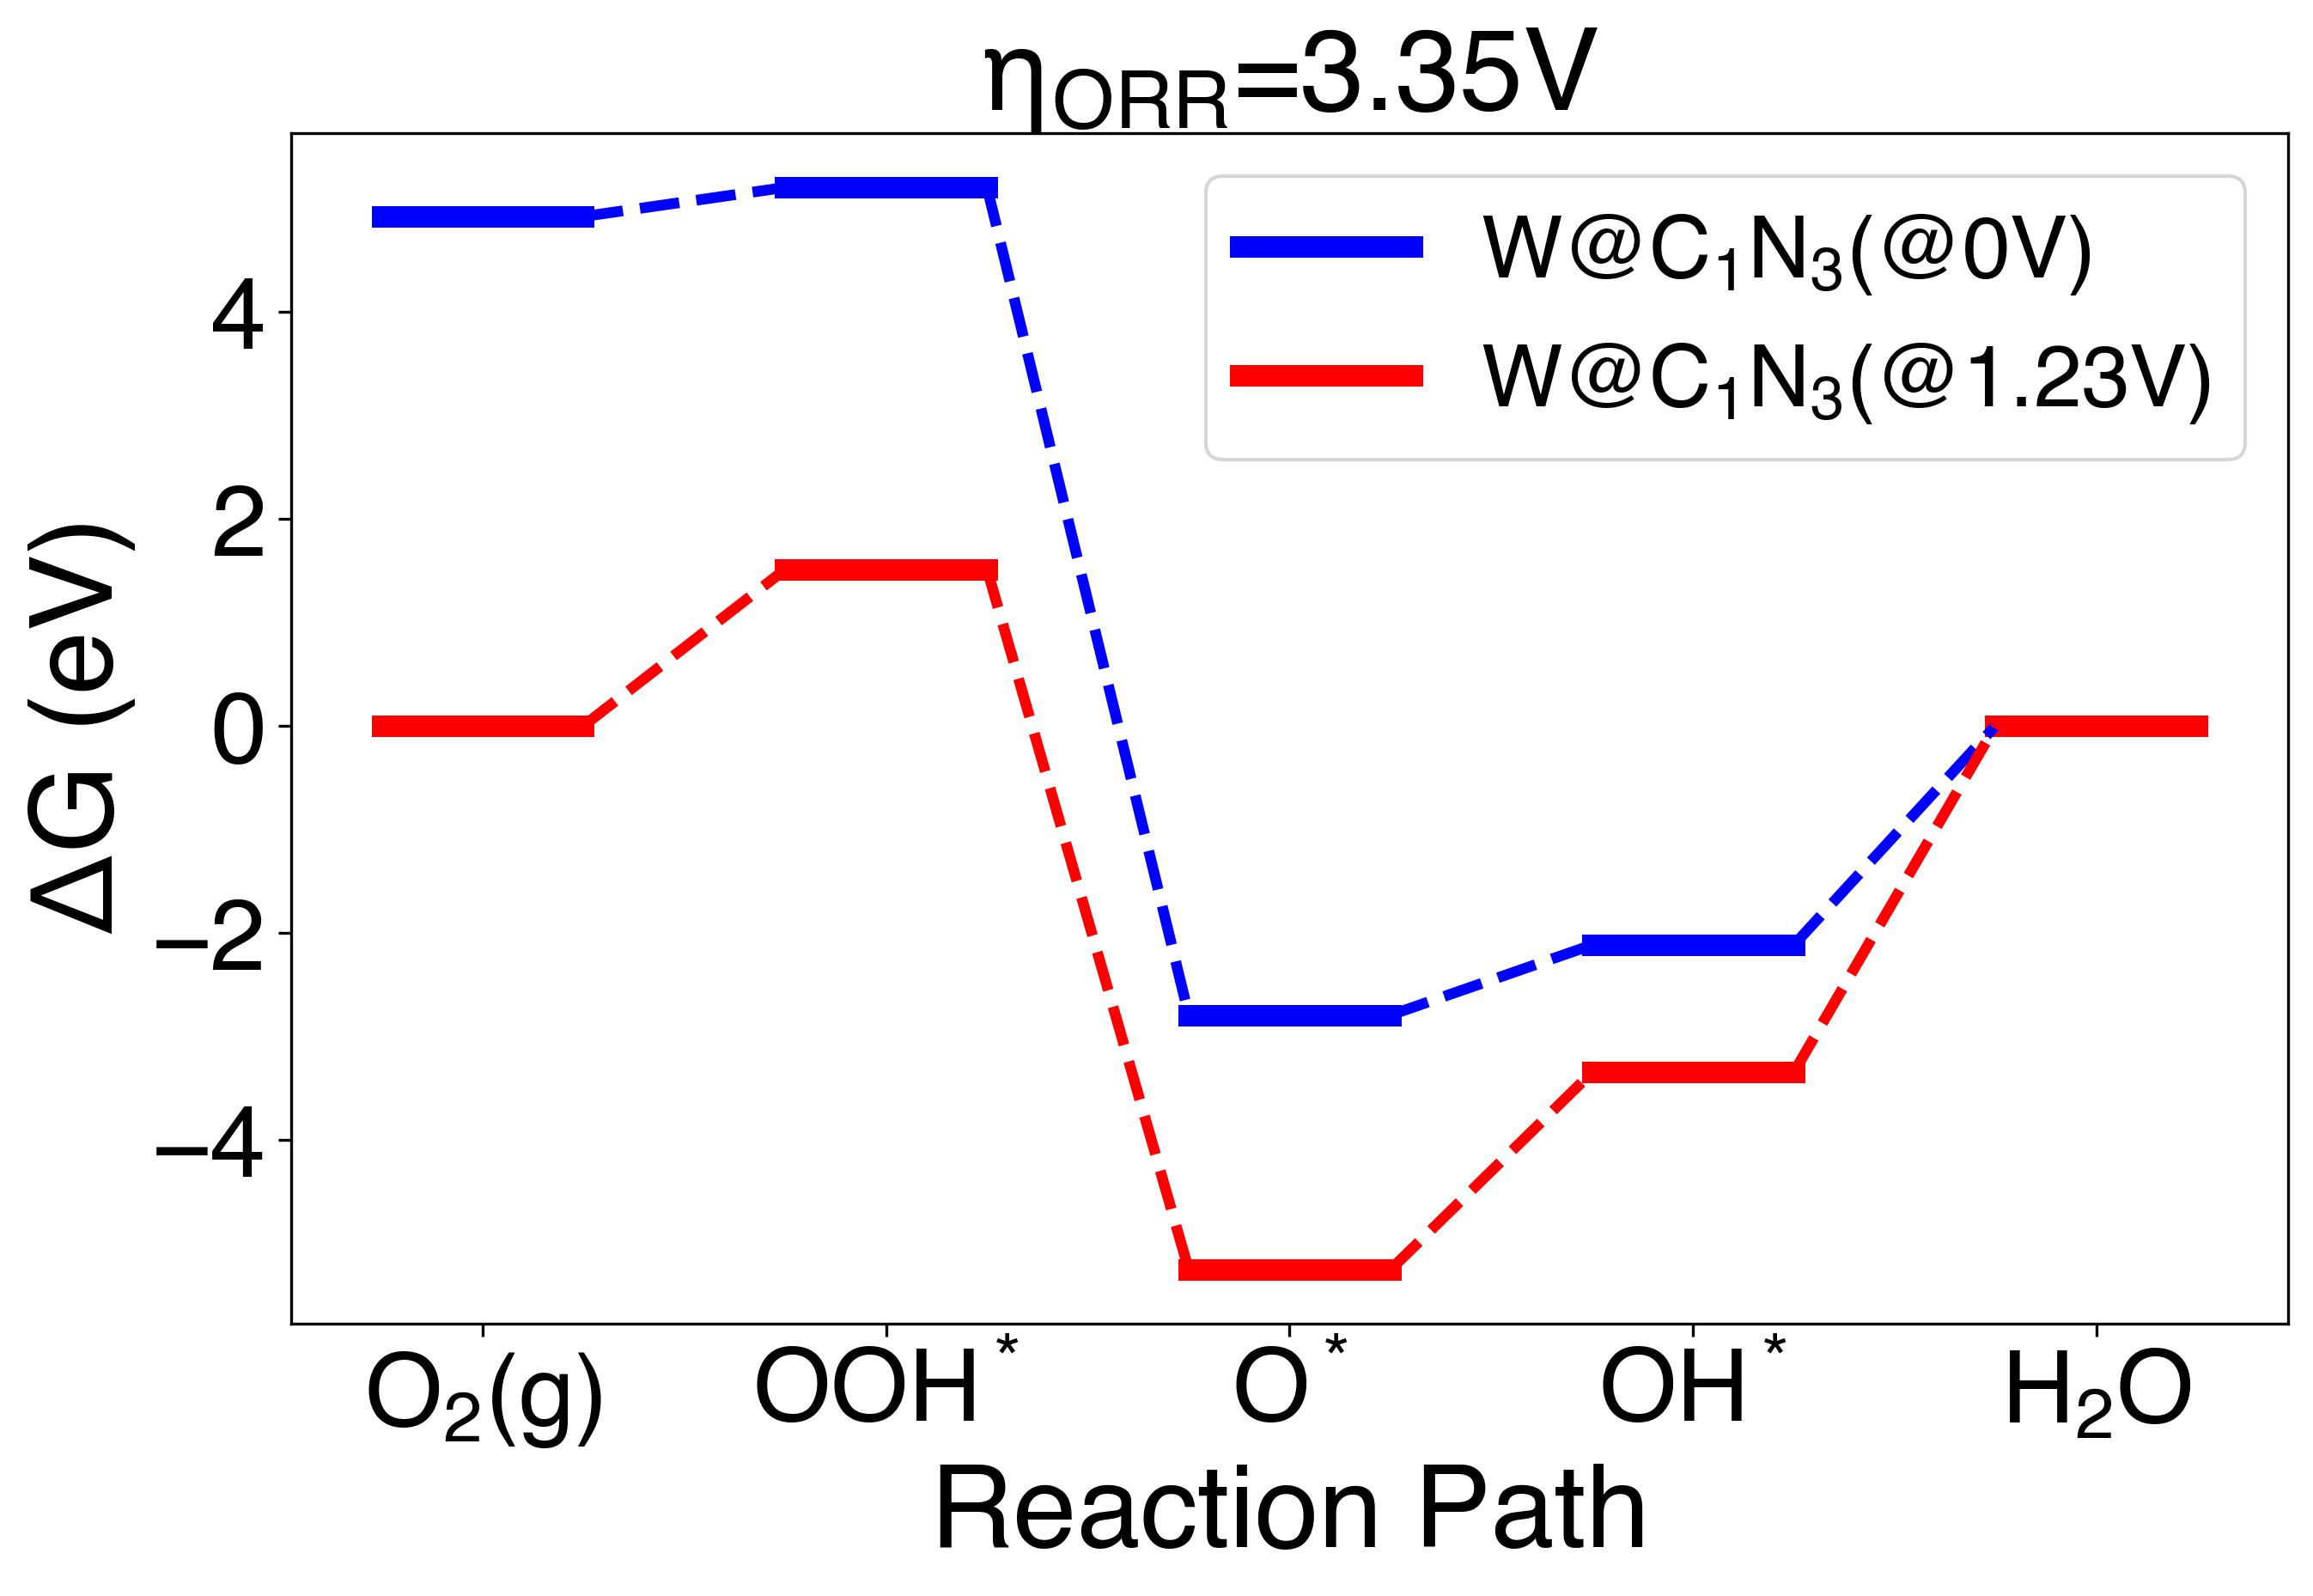 η_ORR=3.35V
W@C₁N₃(@0V)
W@C₁N₃(@1.23V)
ΔG (eV)
4
2
0
−2
−4
O₂(g)
OOH*
O*
OH*
H₂O
Reaction Path